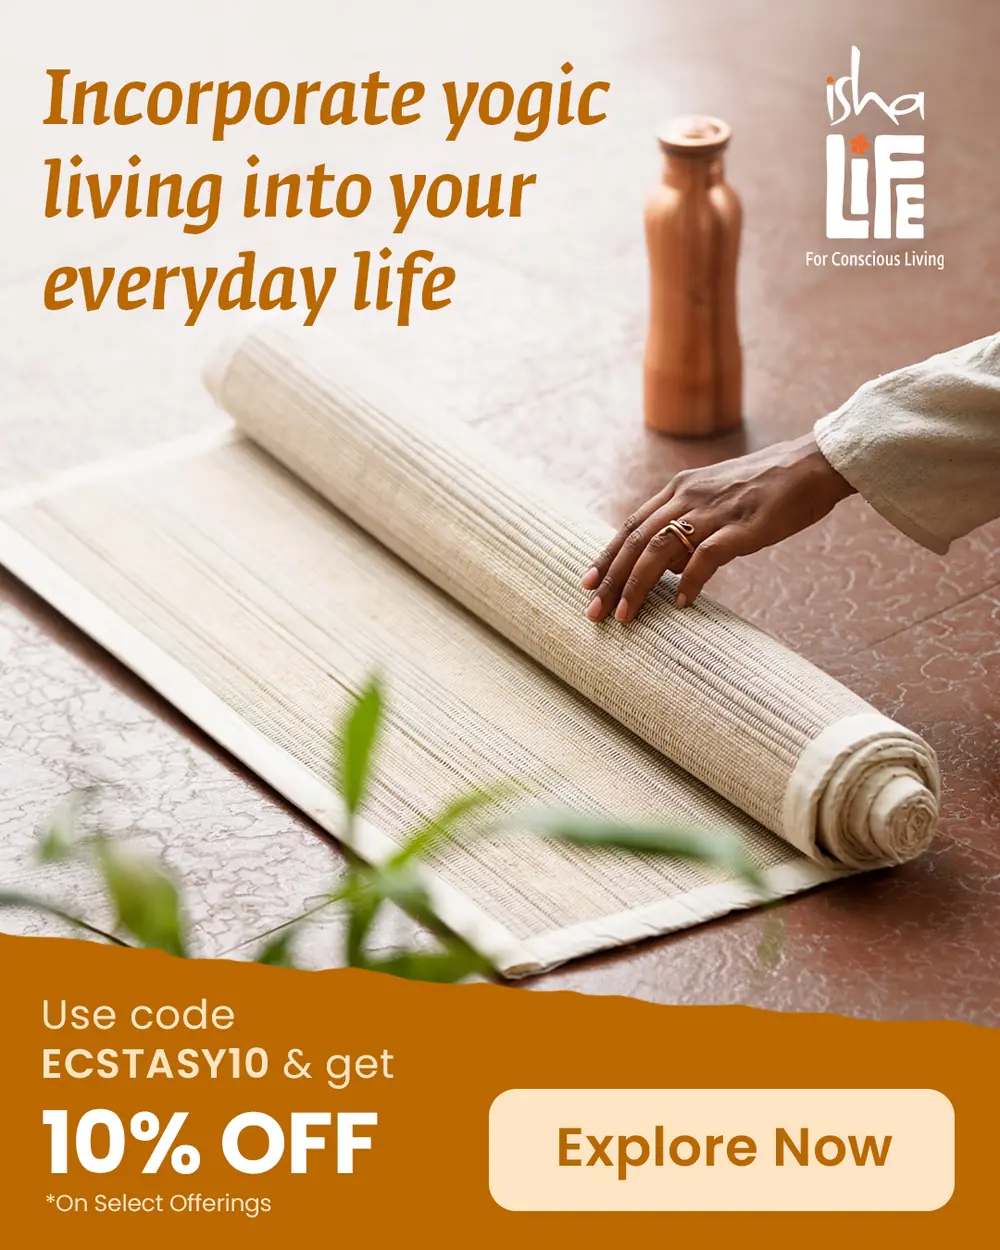 Incorporate yogic
living into your
everyday life
isha
LIFE
For Conscious Living
Use code
ECSTASY10 & get
10% OFF
*On Select Offerings
Explore Now